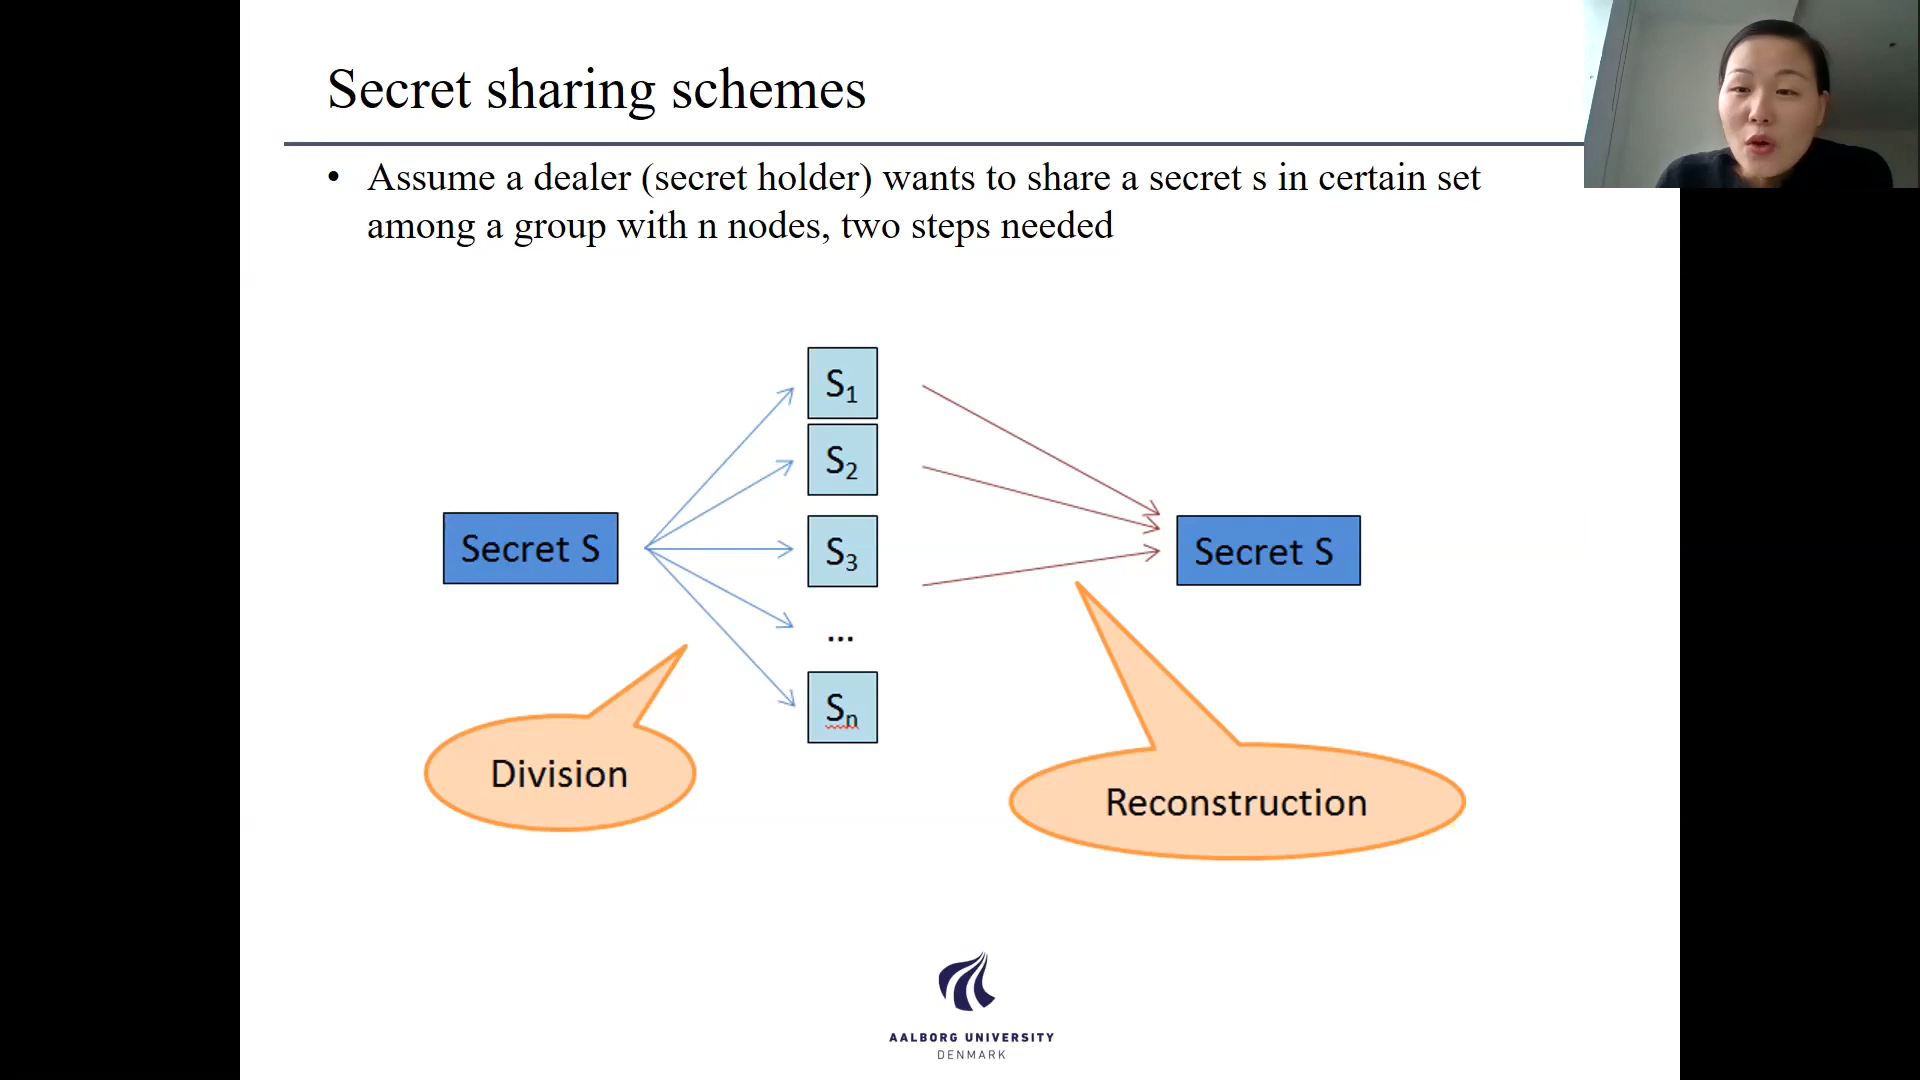 Secret sharing schemes
• Assume a dealer (secret holder) wants to share a secret s in certain set
among a group with n nodes, two steps needed
S1
S2
Secret S
S3
Secret S
...
Sn
Division
Reconstruction
AALBORG UNIVERSITY
DENMARK